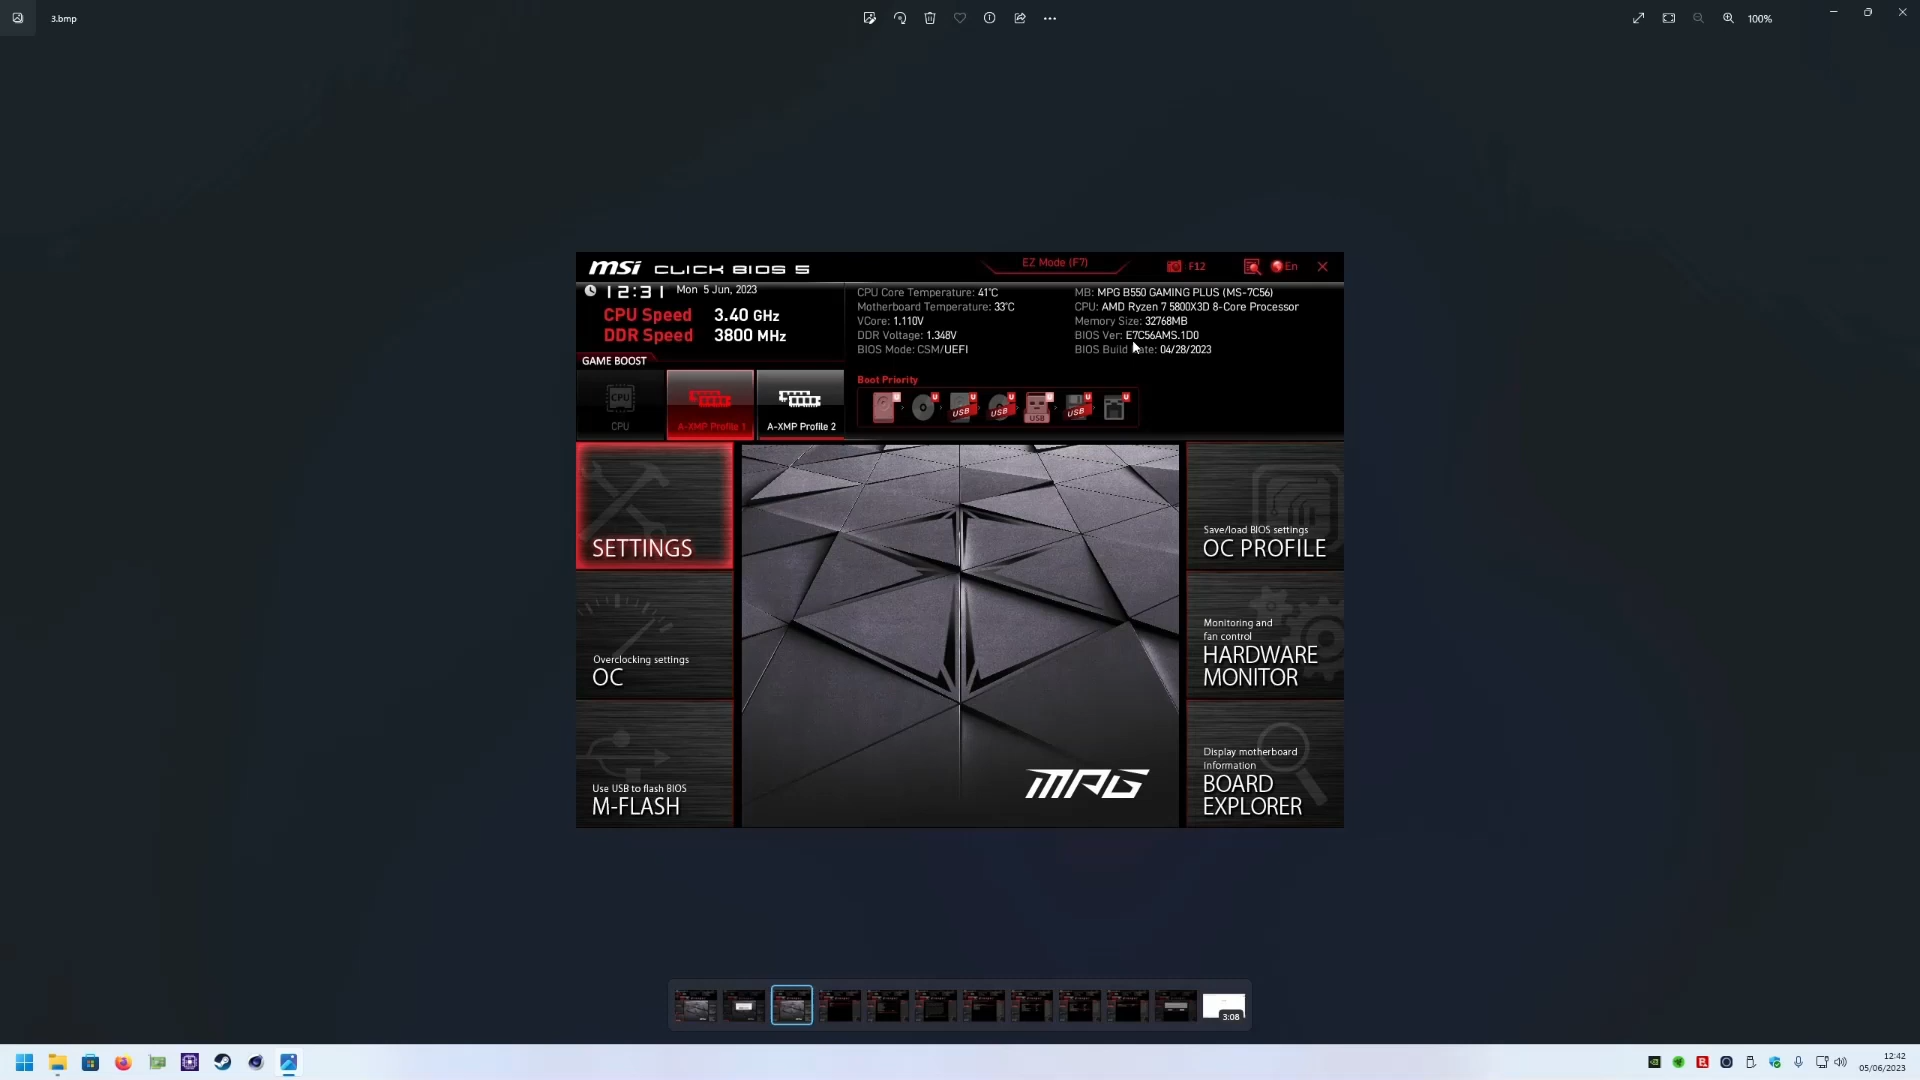 3.bmp
100%
msi CLICK BIOS 5
EZ Mode (F7)
F12
En
12:31 Mon 5 Jun, 2023
CPU Speed 3.40 GHz
DDR Speed 3800 MHz
GAME BOOST
CPU
CPU
A-XMP Profile 1
A-XMP Profile 2
CPU Core Temperature: 41°C
Motherboard Temperature: 33°C
VCore: 1.110V
DDR Voltage: 1.348V
BIOS Mode: CSM/UEFI
MB: MPG B550 GAMING PLUS (MS-7C56)
CPU: AMD Ryzen 7 5800X3D 8-Core Processor
Memory Size: 32768MB
BIOS Ver: E7C56AMS.1D0
BIOS Build ate: 04/28/2023
Boot Priority
U U U U U U U
USB USB USB USB
SETTINGS
Overclocking settings
OC
Use USB to flash BIOS
M-FLASH
MPG
Save/load BIOS settings
OC PROFILE
Monitoring and
fan control
HARDWARE
MONITOR
Display motherboard
information
BOARD
EXPLORER
3:08
12:42
05/06/2023